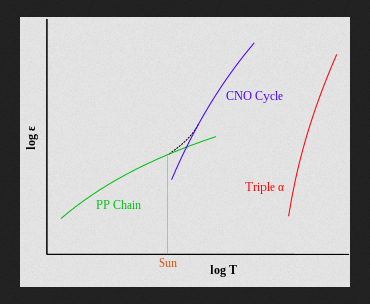 CNO Cycle
log ε
Triple α
PP Chain
Sun
log T